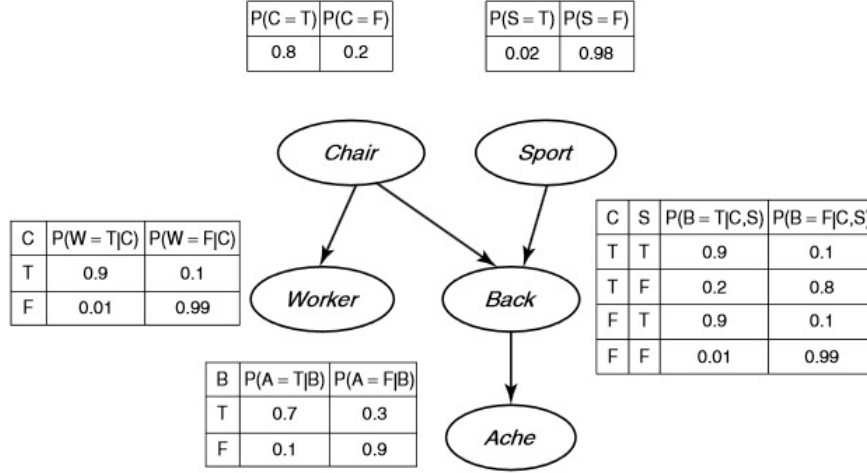 P(C = T) P(C = F)
0.8 0.2
P(S = T) P(S = F)
0.02 0.98
Chair
Sport
C P(W = T|C) P(W = F|C)
T 0.9 0.1
F 0.01 0.99
C S P(B = T|C,S) P(B = F|C,S)
T T 0.9 0.1
T F 0.2 0.8
F T 0.9 0.1
F F 0.01 0.99
Worker
Back
B P(A = T|B) P(A = F|B)
T 0.7 0.3
F 0.1 0.9
Ache